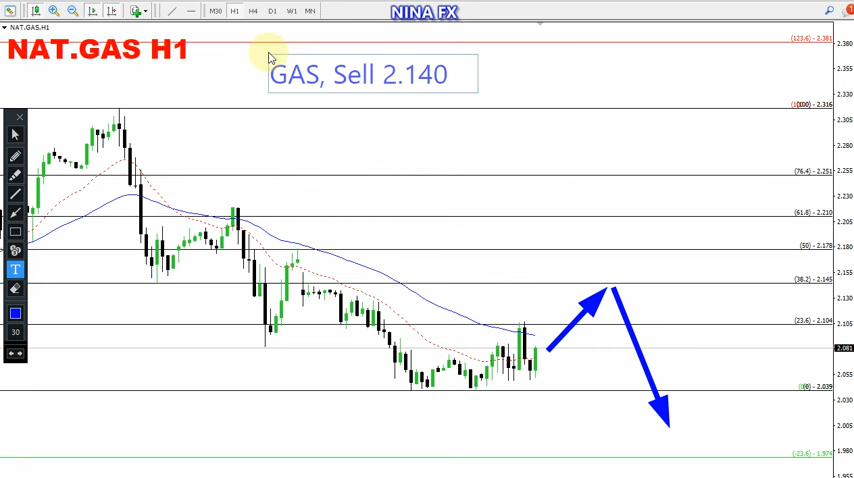 M30 H1 H4 D1 W1 MN
NINA FX
NAT.GAS,H1
NAT.GAS H1
GAS, Sell 2.140
(123.6) - 2.381
(100) - 2.316
(76.4) - 2.251
(61.8) - 2.210
(50) - 2.178
(38.2) - 2.145
(23.6) - 2.104
(0) - 2.039
(-23.6) - 1.974
2.380
2.355
2.330
2.305
2.280
2.255
2.230
2.205
2.180
2.155
2.130
2.105
2.081
2.055
2.030
2.005
1.980
1.955
T
30